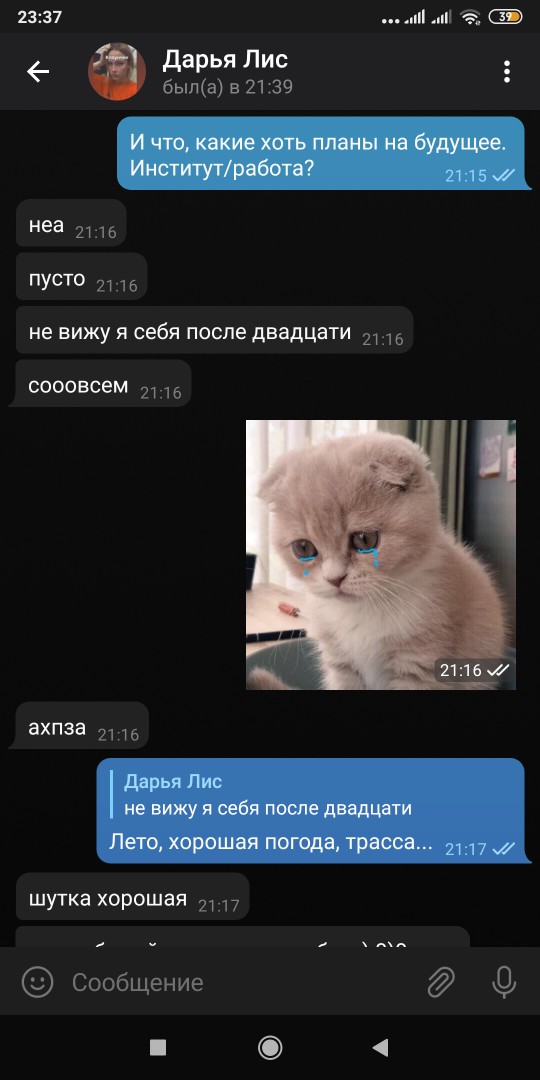 23:37
39
Дарья Лис
был(а) в 21:39
И что, какие хоть планы на будущее.
Институт/работа?
21:15
неа 21:16
пусто 21:16
не вижу я себя после двадцати 21:16
сооовсем 21:16
21:16
ахпза 21:16
Дарья Лис
не вижу я себя после двадцати
Лето, хорошая погода, трасса... 21:17
шутка хорошая 21:17
Сообщение